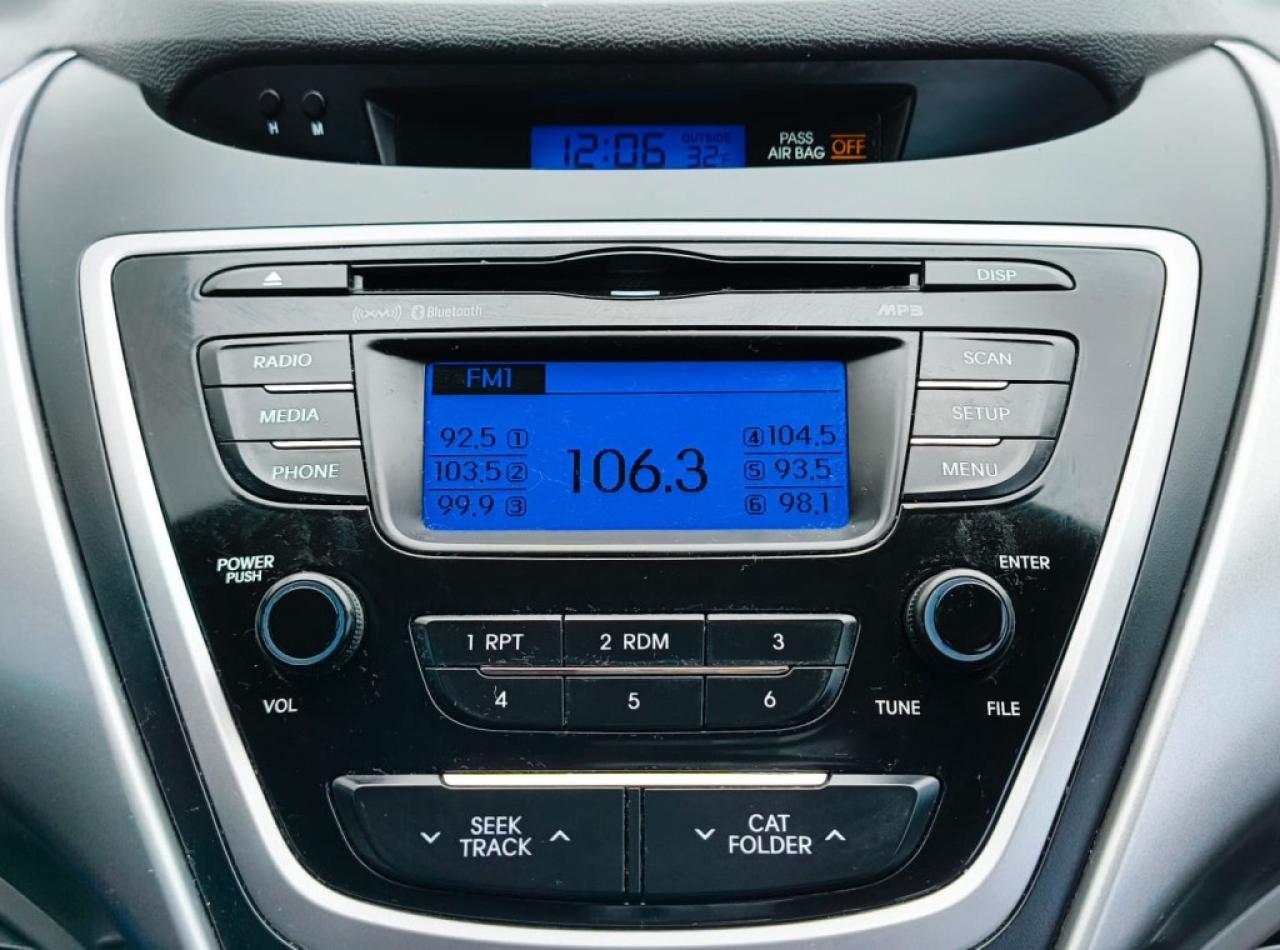 H M
12:06 OUTSIDE 32°F
PASS
AIR BAG OFF
DISP
((XM)) Bluetooth MP3
RADIO
MEDIA
PHONE
SCAN
SETUP
MENU
FM1
92.5 1
103.5 2
99.9 3
106.3
4 104.5
5 93.5
6 98.1
POWER
PUSH
VOL
ENTER
TUNE FILE
1 RPT 2 RDM 3
4 5 6
SEEK
TRACK
CAT
FOLDER